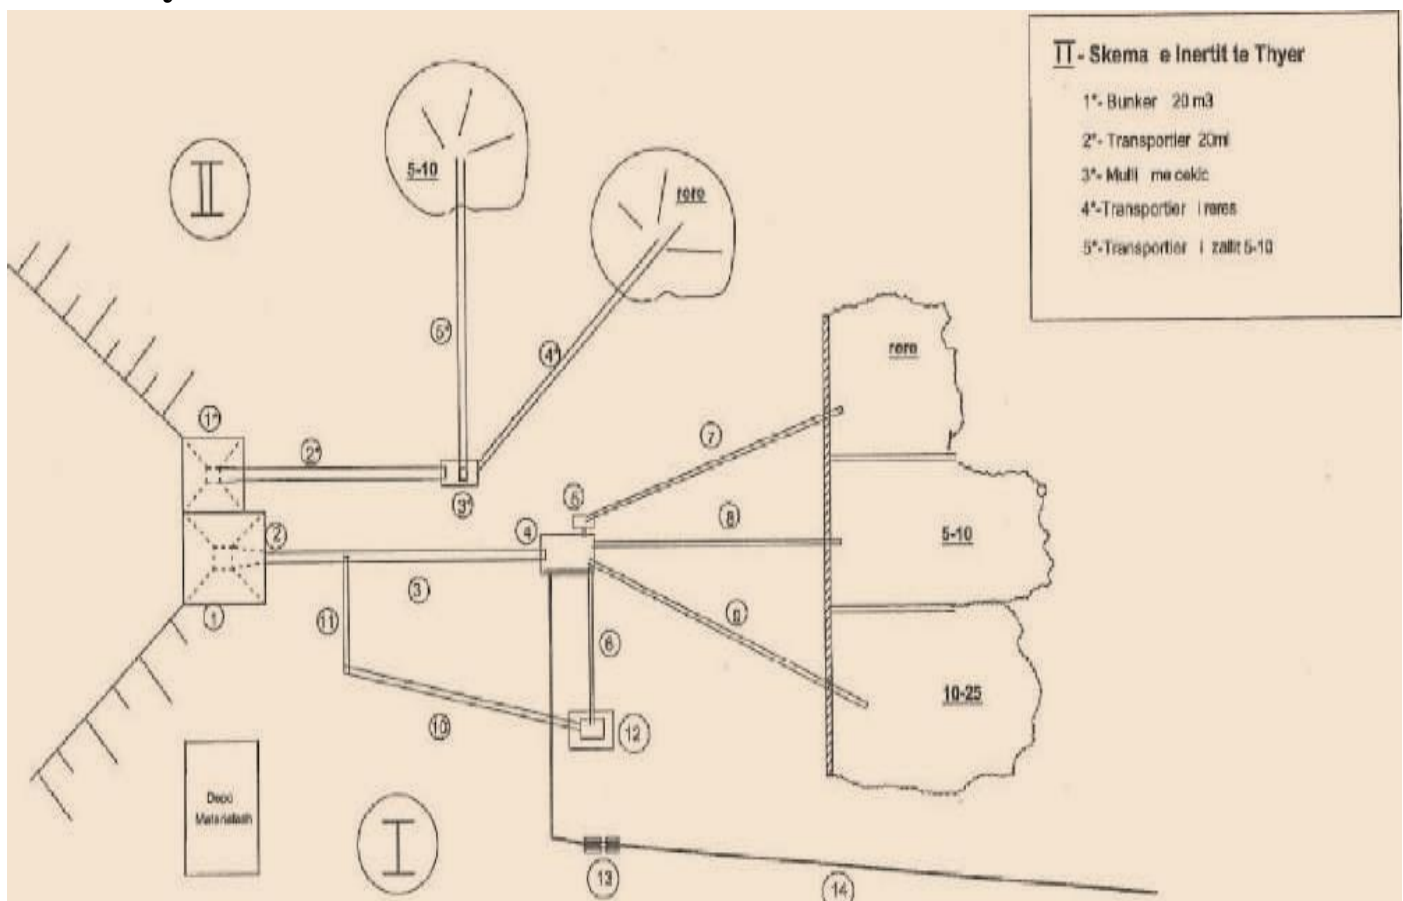 II - Skema e Inertit te Thyer
1*- Bunker 20 m3
2*- Transportier 20ml
3*- Mulli me cekic
4*-Transportier i reres
5*-Transportier i zallit 5-10
II
5-10
rere
5*
4*
1*
2*
3*
rere
7
5
4
8
5-10
2
3
1
11
9
6
10-25
10
12
Depo
Materialesh
I
13
14